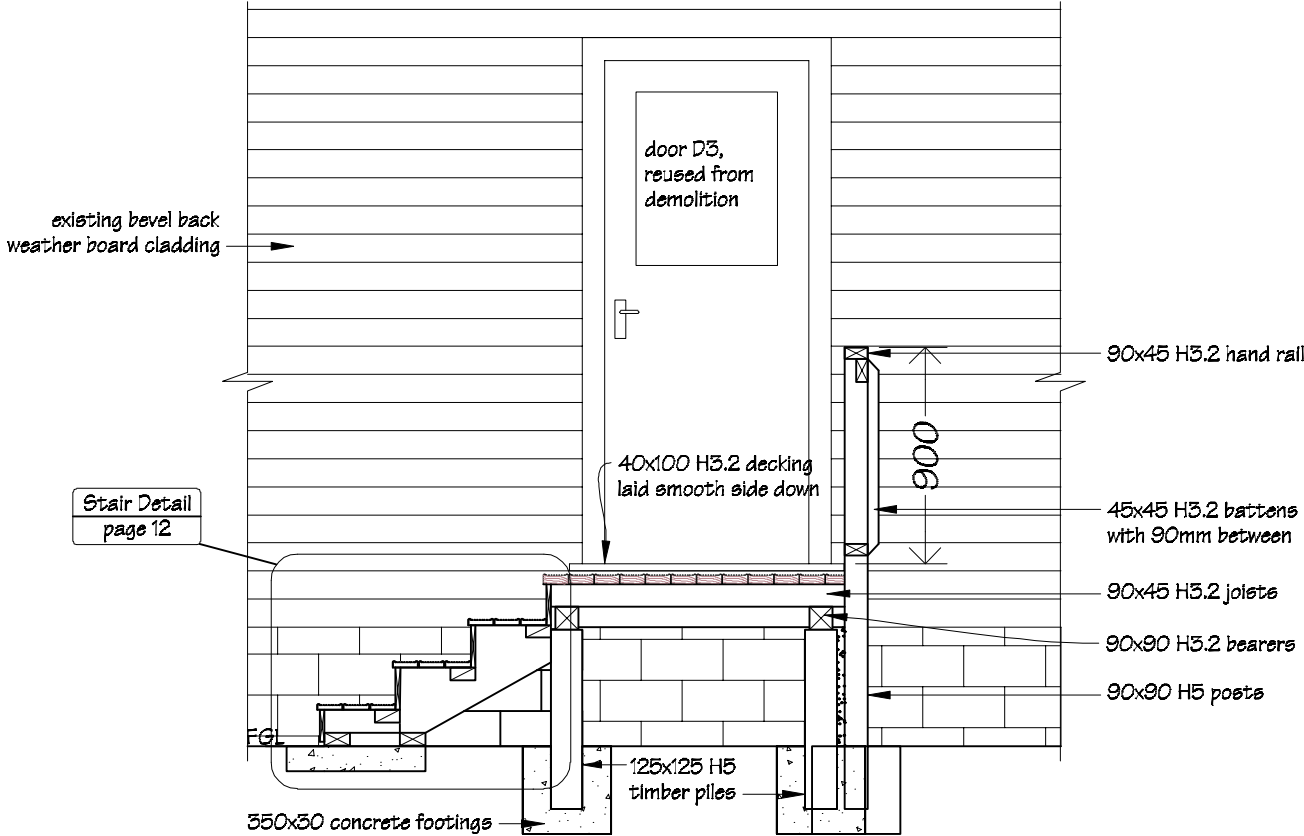 door D3,
reused from
demolition
existing bevel back
weather board cladding
90x45 H3.2 hand rail
900
40x100 H3.2 decking
laid smooth side down
Stair Detail
page 12
45x45 H3.2 battens
with 90mm between
90x45 H3.2 joists
90x90 H3.2 bearers
90x90 H5 posts
FGL
125x125 H5
timber piles
350x30 concrete footings